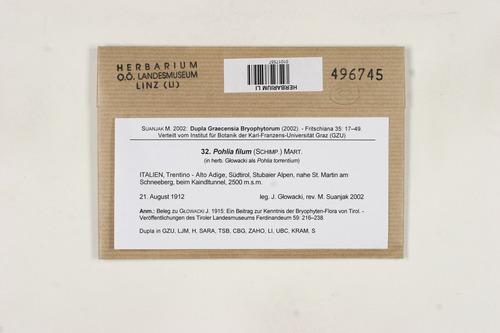 HERBARIUM
O.Ö. LANDESMUSEUM
LINZ (LI)
HERBARIUM LI
01017557
496745
SUANJAK M. 2002: Dupla Graecensia Bryophytorum (2002). - Fritschiana 35: 17–49.
Verteilt vom Institut für Botanik der Karl-Franzens-Universität Graz (GZU)
32. Pohlia filum (SCHIMP.) MART.
(in herb. Glowacki als Pohlia torrentium)
ITALIEN, Trentino - Alto Adige, Südtirol, Stubaier Alpen, nahe St. Martin am
Schneeberg, beim Kaindltunnel, 2500 m.s.m.
21. August 1912 leg. J. Głowacki, rev. M. Suanjak 2002
Anm.: Beleg zu GŁOWACKI J. 1915: Ein Beitrag zur Kenntnis der Bryophyten-Flora von Tirol. -
Veröffentlichungen des Tiroler Landesmuseums Ferdinandeum 59: 216–238.
Dupla in GZU, LJM, H, SARA, TSB, CBG, ZAHO, LI, UBC, KRAM, S